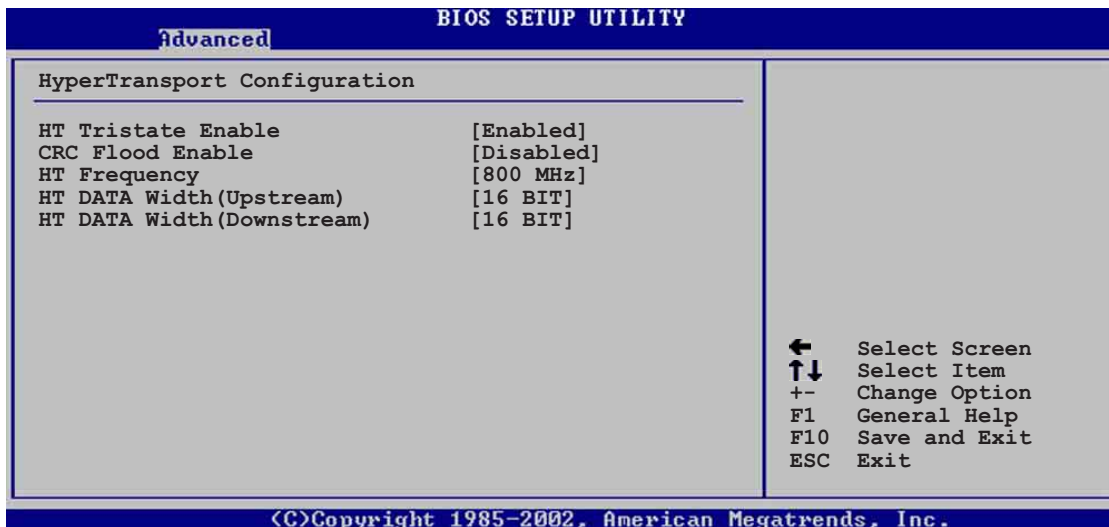 BIOS SETUP UTILITY
Advanced
HyperTransport Configuration
HT Tristate Enable [Enabled]
CRC Flood Enable [Disabled]
HT Frequency [800 MHz]
HT DATA Width(Upstream) [16 BIT]
HT DATA Width(Downstream) [16 BIT]
← Select Screen
↑↓ Select Item
+- Change Option
F1 General Help
F10 Save and Exit
ESC Exit
(C)Copyright 1985-2002, American Megatrends, Inc.